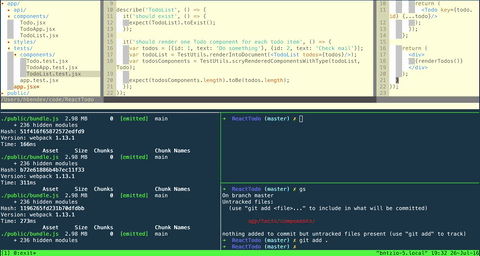 app/
api/
components/
Todo.jsx
TodoApp.jsx
TodoList.jsx
styles/
tests/
components/
Todo.test.jsx
TodoApp.test.jsx
TodoList.test.jsx
app.test.jsx
app.jsx*
public/
describe('TodoList', () => {
it('should exist', () => {
expect(TodoList).toExist();
});
it('should render one Todo component for each todo item', () => {
var todos = [{id: 1, text: 'Do something'}, {id: 2, text: 'Check mail'}];
var todoList = TestUtils.renderIntoDocument(<TodoList todos={todos}/>);
var todosComponents = TestUtils.scryRenderedComponentsWithType(todoList,
Todo);
expect(todosComponents.length).toBe(todos.length);
});
});
return (
<Todo key={todo.
id} {...todo}/>
)
});
return (
<div>
{renderTodos()}
</div>
);
}
});
/Users/nbendes/code/ReactTodo
./public/bundle.js 2.98 MB 0 [emitted] main
+ 236 hidden modules
Hash: 51f416f65872572edfd9
Version: webpack 1.13.1
Time: 166ms
Asset Size Chunks Chunk Names
./public/bundle.js 2.98 MB 0 [emitted] main
+ 236 hidden modules
Hash: b72e61886b4b7ec11f33
Version: webpack 1.13.1
Time: 311ms
Asset Size Chunks Chunk Names
./public/bundle.js 2.98 MB 0 [emitted] main
+ 236 hidden modules
Hash: 1196265fd231b70dfdbb
Version: webpack 1.13.1
Time: 273ms
Asset Size Chunks Chunk Names
./public/bundle.js 2.98 MB 0 [emitted] main
+ 236 hidden modules
➜ ReactTodo (master) ✗
➜ ReactTodo (master) ✗ gs
On branch master
Untracked files:
(use "git add <file>..." to include in what will be committed)
app/tests/components/
nothing added to commit but untracked files present (use "git add" to track)
➜ ReactTodo (master) ✗ git add .
[1] 0:zsh*
19:32 26-Jul-16